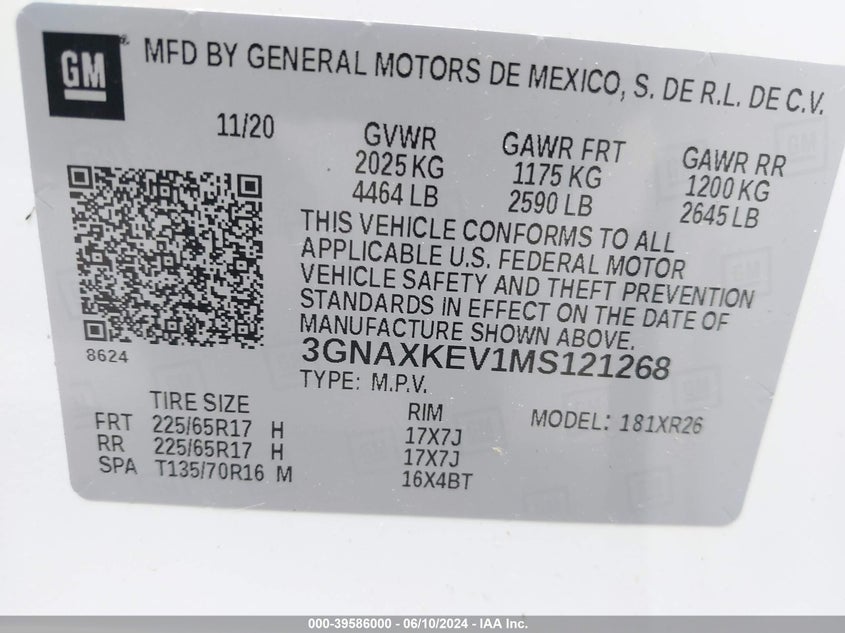 GM
MFD BY GENERAL MOTORS DE MEXICO, S. DE R.L. DE C.V.
11/20
GVWR GAWR FRT GAWR RR
2025 KG 1175 KG 1200 KG
4464 LB 2590 LB 2645 LB
THIS VEHICLE CONFORMS TO ALL
APPLICABLE U.S. FEDERAL MOTOR
VEHICLE SAFETY AND THEFT PREVENTION
STANDARDS IN EFFECT ON THE DATE OF
MANUFACTURE SHOWN ABOVE.
8624
3GNAXKEV1MS121268
TYPE: M.P.V.
TIRE SIZE RIM MODEL: 181XR26
FRT 225/65R17 H 17X7J
RR 225/65R17 H 17X7J
SPA T135/70R16 M 16X4BT
000-39586000 - 06/10/2024 - IAA Inc.